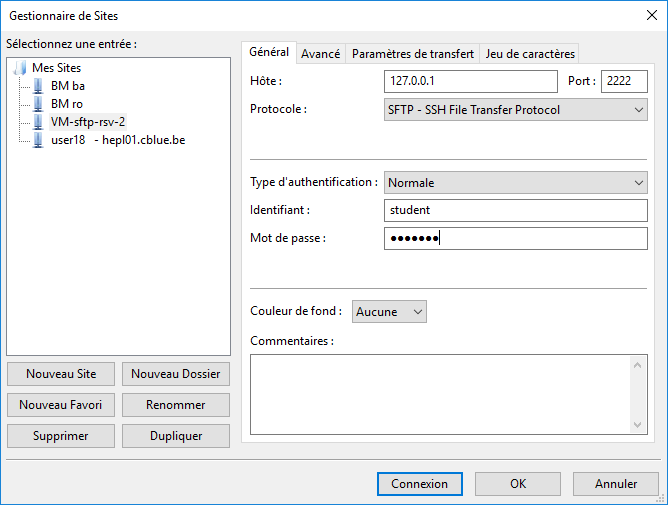 Gestionnaire de Sites
Sélectionnez une entrée :
Mes Sites
BM ba
BM ro
VM-sftp-rsv-2
user18 - hepl01.cblue.be
Nouveau Site
Nouveau Dossier
Nouveau Favori
Renommer
Supprimer
Dupliquer
Général
Avancé
Paramètres de transfert
Jeu de caractères
Hôte : 127.0.0.1 Port : 2222
Protocole : SFTP - SSH File Transfer Protocol
Type d'authentification : Normale
Identifiant : student
Mot de passe : ●●●●●●●
Couleur de fond : Aucune
Commentaires :
Connexion
OK
Annuler